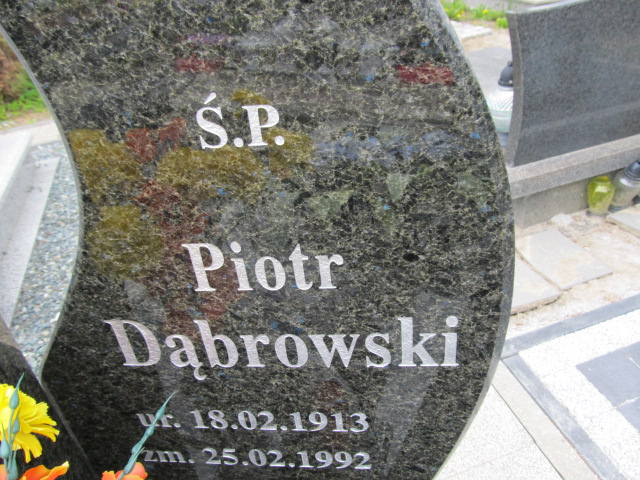 Ś.P.
Piotr
Dąbrowski
ur. 18.02.1913
zm. 25.02.1992